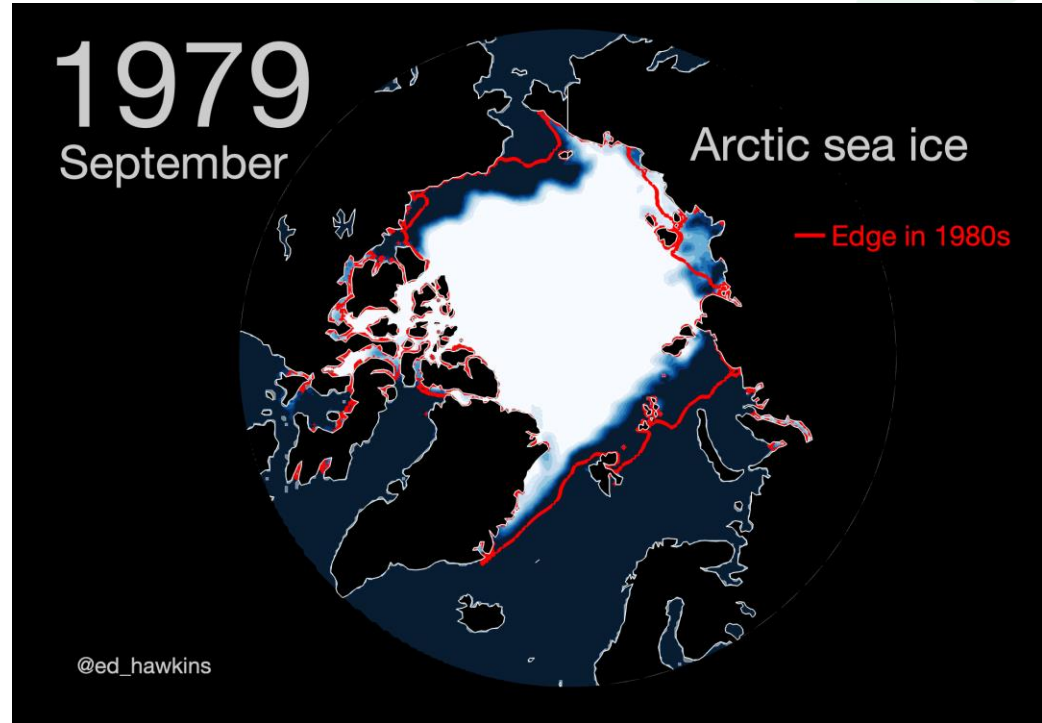 1979
September
Arctic sea ice
Edge in 1980s
@ed_hawkins